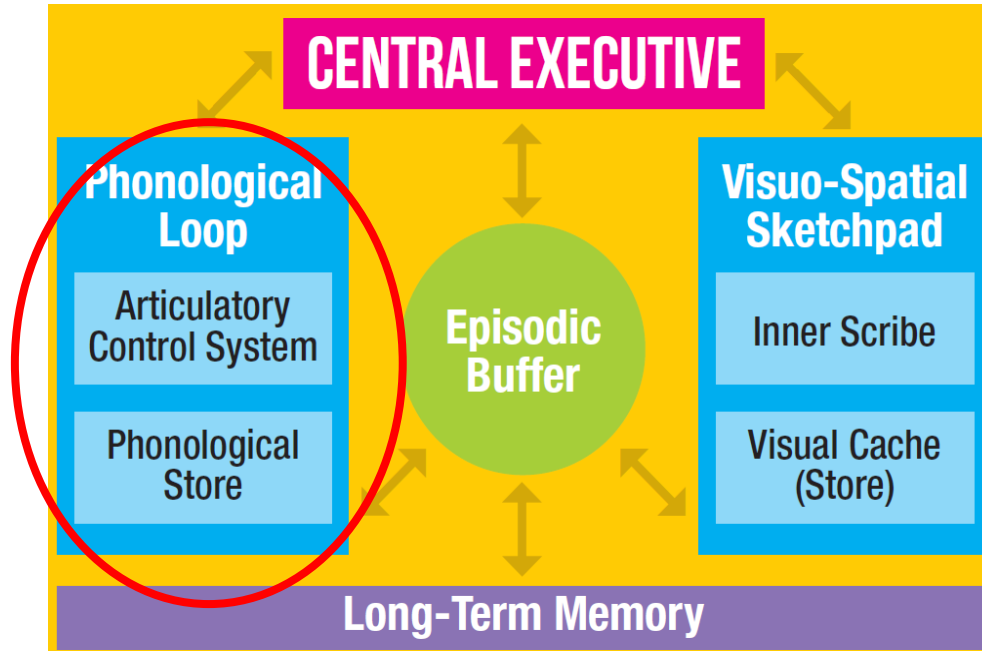 CENTRAL EXECUTIVE
Phonological
Loop
Articulatory
Control System
Phonological
Store
Episodic
Buffer
Visuo-Spatial
Sketchpad
Inner Scribe
Visual Cache
(Store)
Long-Term Memory